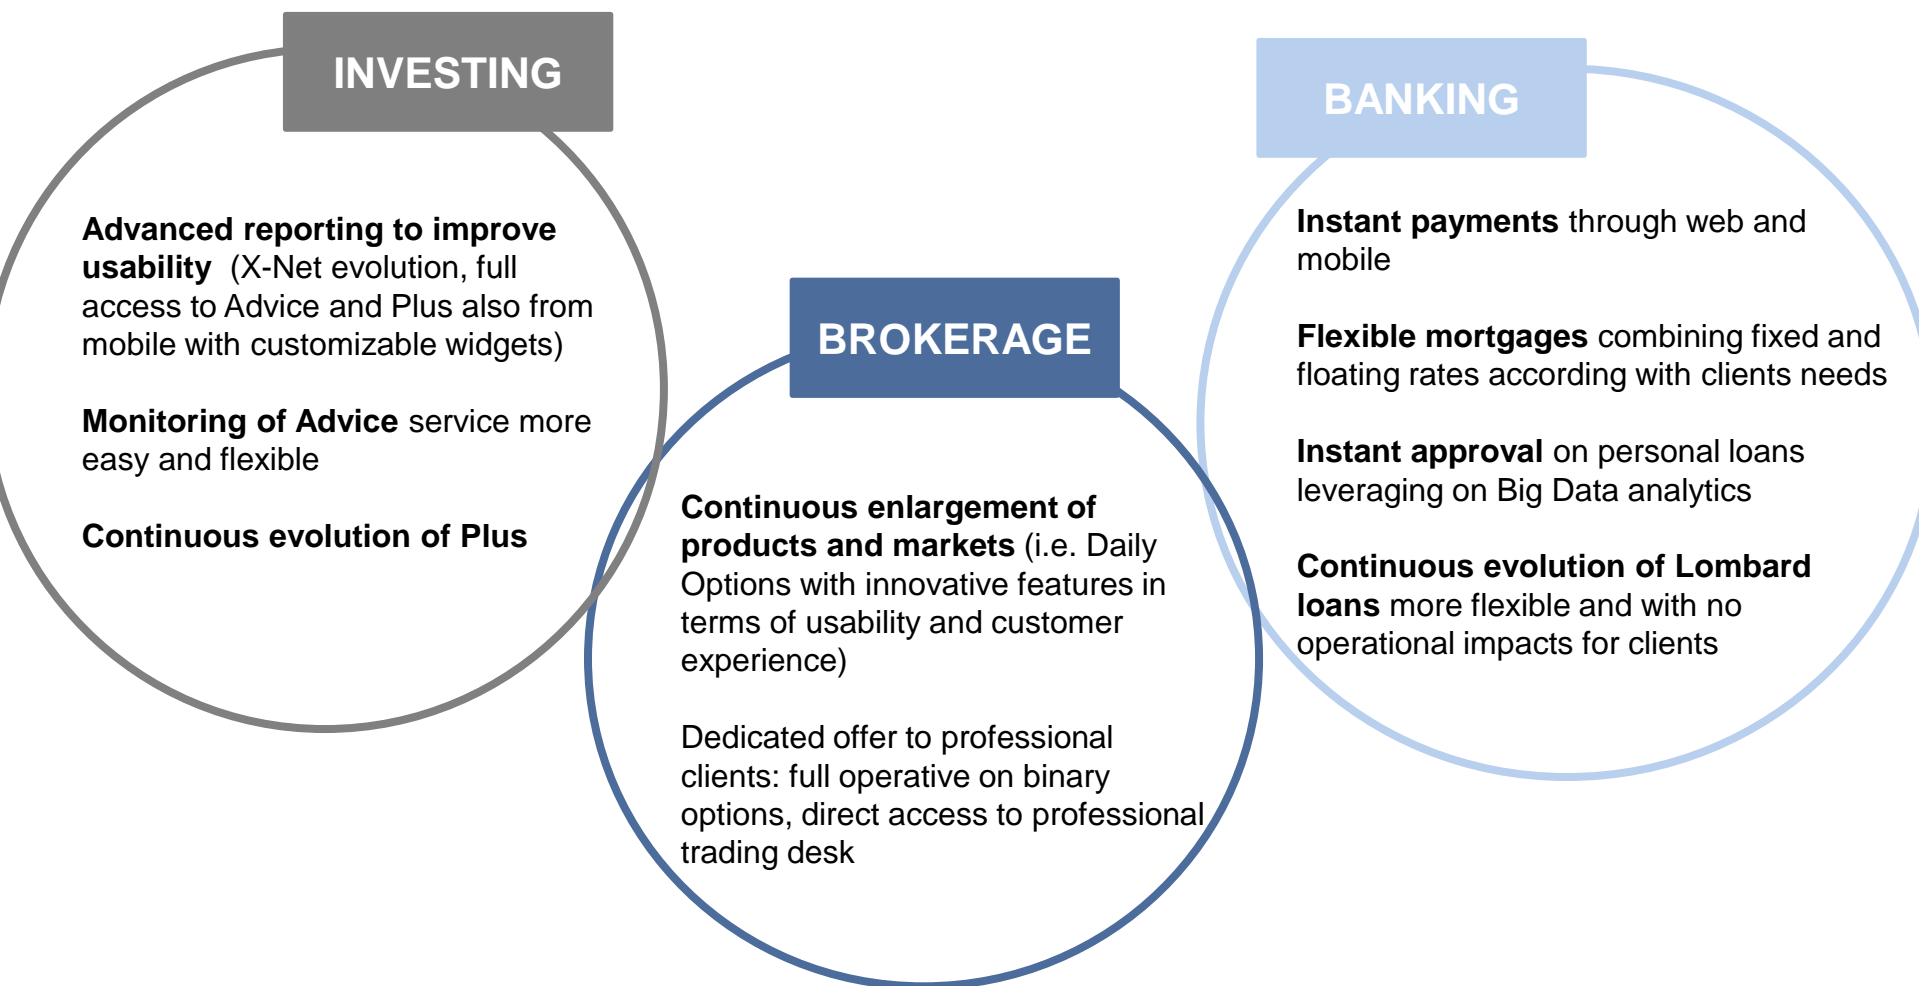 INVESTING
Advanced reporting to improve
usability (X-Net evolution, full
access to Advice and Plus also from
mobile with customizable widgets)
Monitoring of Advice service more
easy and flexible
Continuous evolution of Plus
BROKERAGE
Continuous enlargement of
products and markets (i.e. Daily
Options with innovative features in
terms of usability and customer
experience)
Dedicated offer to professional
clients: full operative on binary
options, direct access to professional
trading desk
BANKING
Instant payments through web and
mobile
Flexible mortgages combining fixed and
floating rates according with clients needs
Instant approval on personal loans
leveraging on Big Data analytics
Continuous evolution of Lombard
loans more flexible and with no
operational impacts for clients